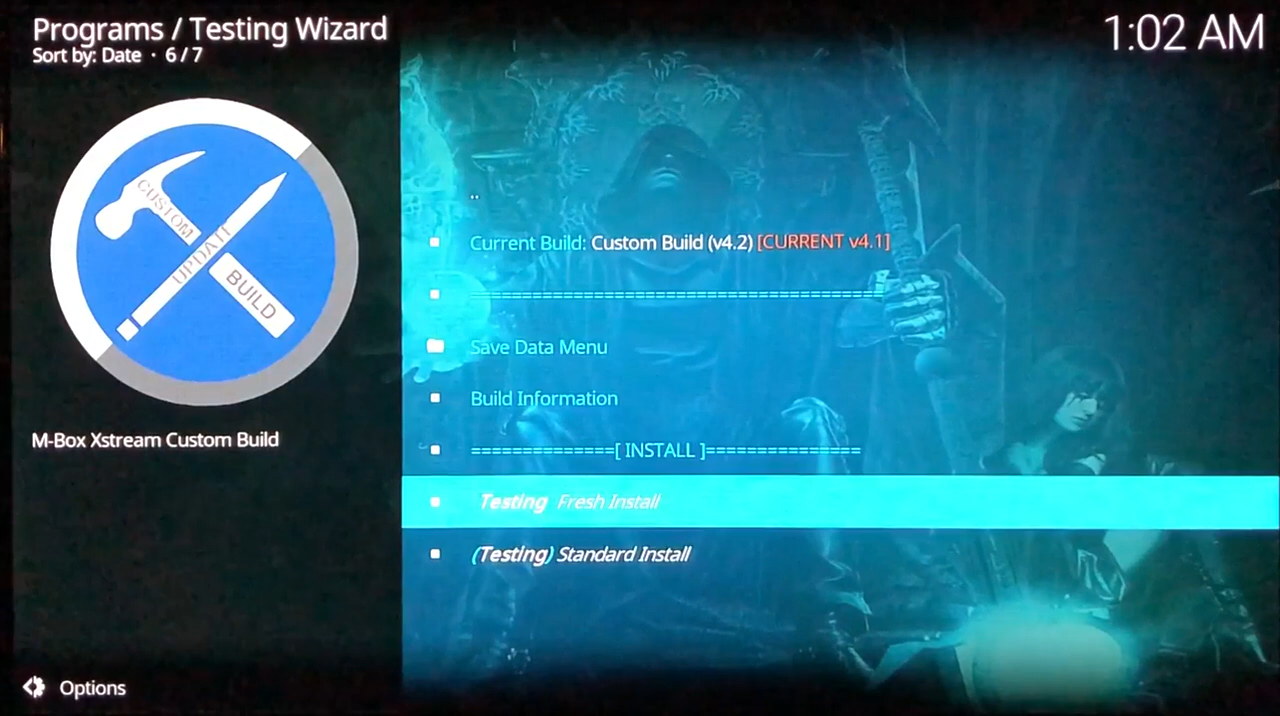 Programs / Testing Wizard
Sort by: Date · 6 / 7
1:02 AM
CUSTOM
UPDATE
BUILD
M-Box Xstream Custom Build
..
Current Build: Custom Build (v4.2) [CURRENT v4.1]
========================================
Save Data Menu
Build Information
==============[ INSTALL ]===============
Testing Fresh Install
(Testing) Standard Install
Options